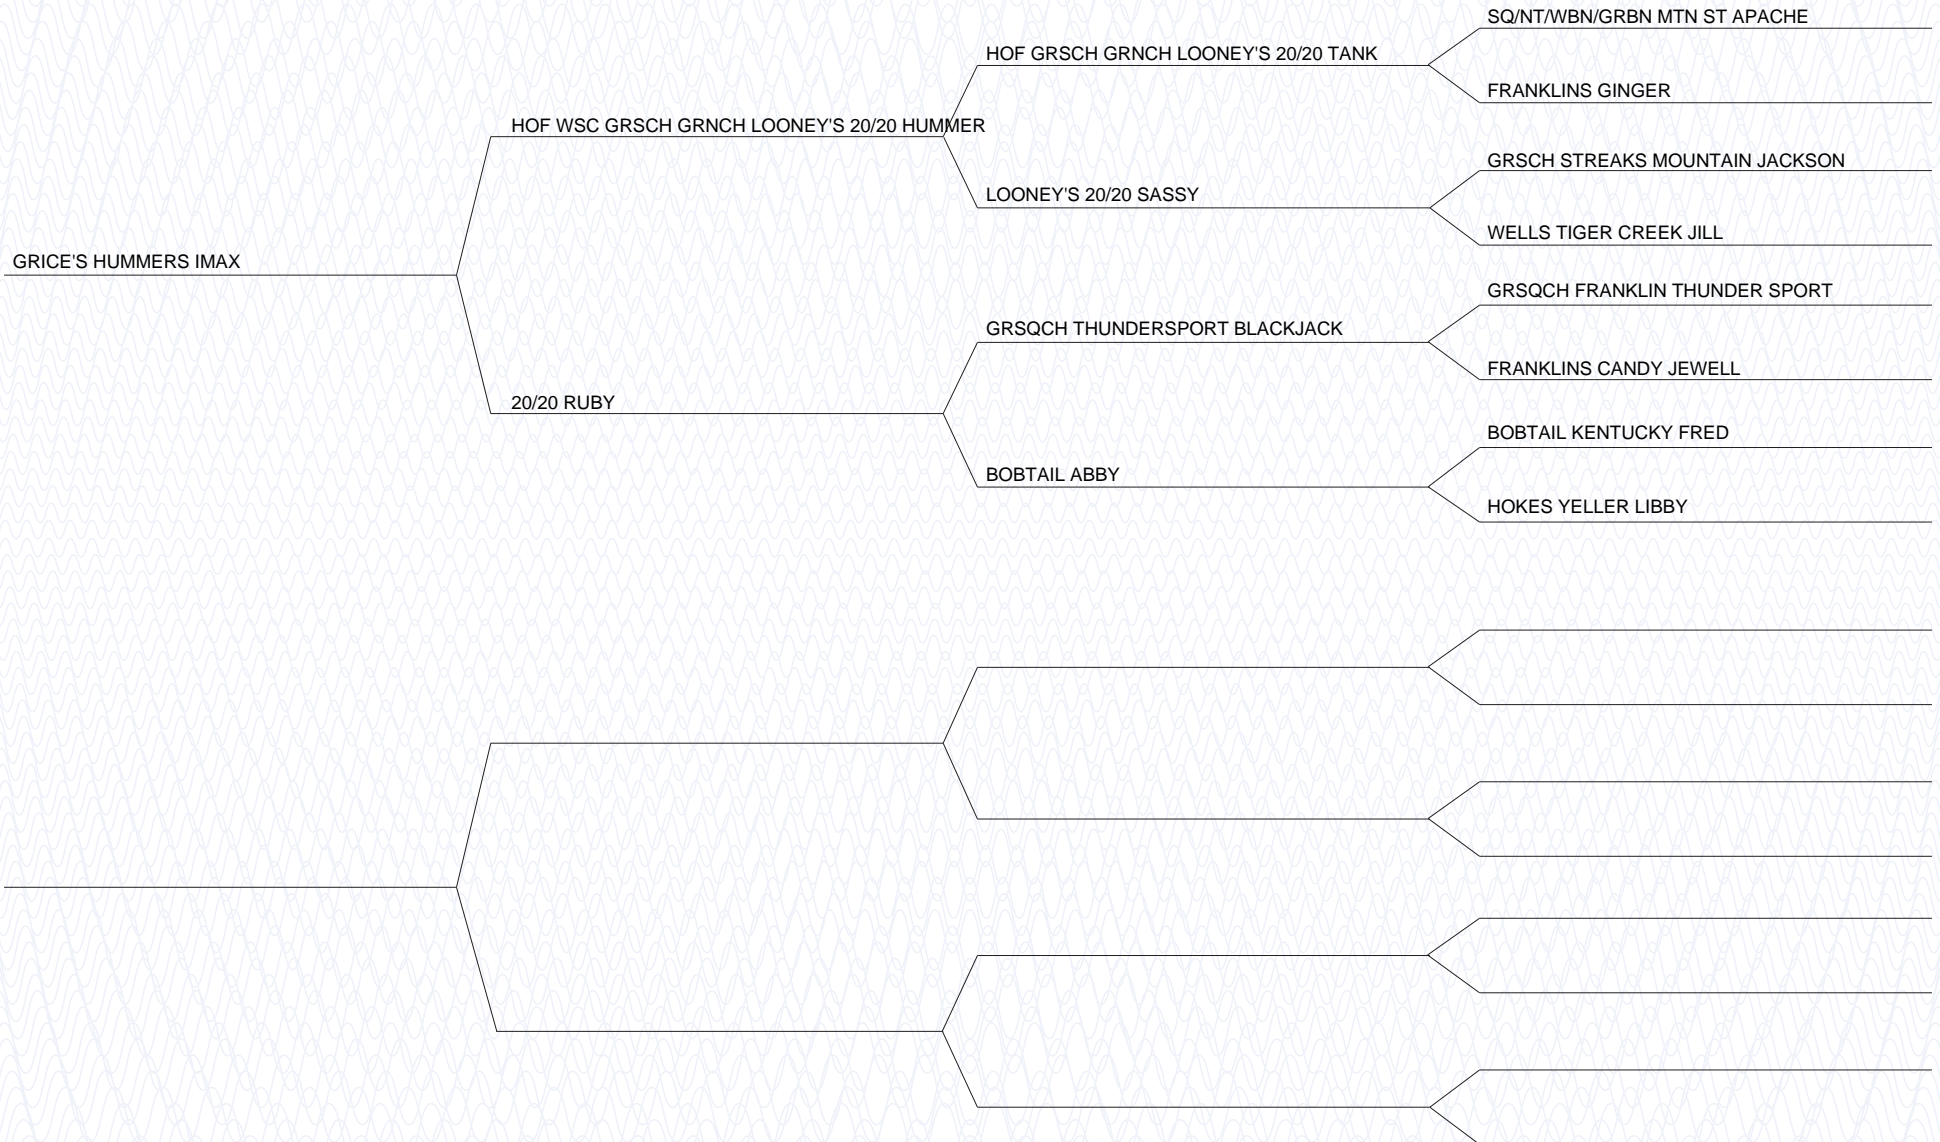 SQ/NT/WBN/GRBN MTN ST APACHE
HOF GRSCH GRNCH LOONEY'S 20/20 TANK
FRANKLINS GINGER
HOF WSC GRSCH GRNCH LOONEY'S 20/20 HUMMER
GRSCH STREAKS MOUNTAIN JACKSON
LOONEY'S 20/20 SASSY
WELLS TIGER CREEK JILL
GRICE'S HUMMERS IMAX
GRSQCH FRANKLIN THUNDER SPORT
GRSQCH THUNDERSPORT BLACKJACK
FRANKLINS CANDY JEWELL
20/20 RUBY
BOBTAIL KENTUCKY FRED
BOBTAIL ABBY
HOKES YELLER LIBBY